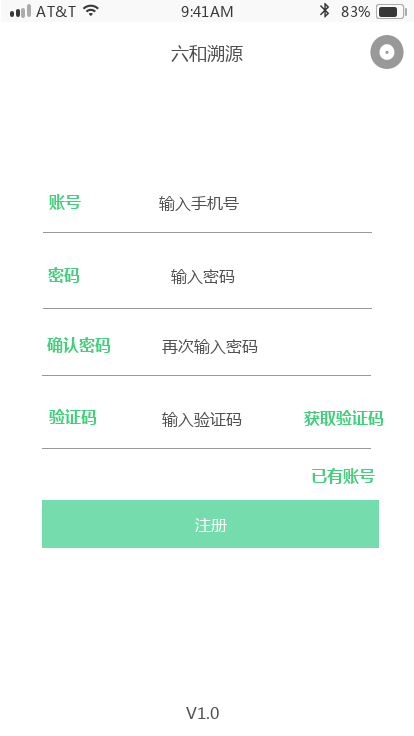 AT&T 9:41AM 83%
六和溯源
账号 输入手机号
密码 输入密码
确认密码 再次输入密码
验证码 输入验证码 获取验证码
已有账号
注册
V1.0